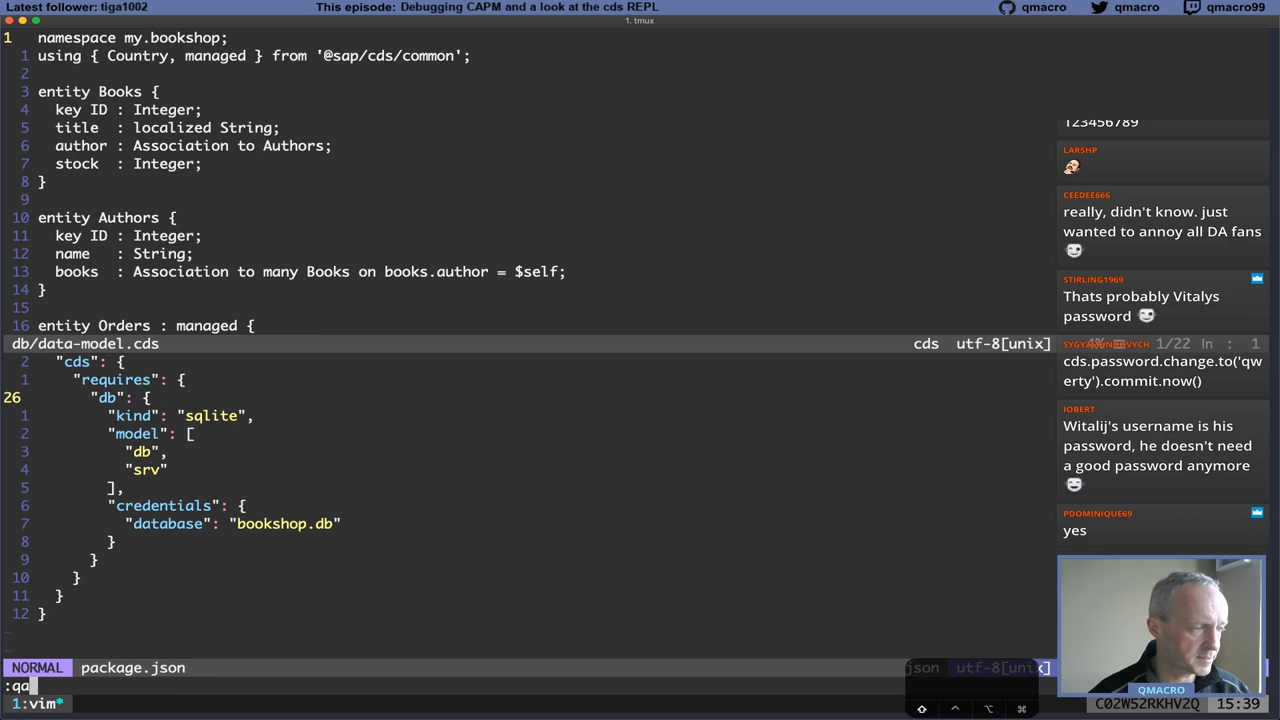 Latest follower: tiga1002
This episode: Debugging CAPM and a look at the cds REPL
qmacro
qmacro
qmacro99
1. tmux
1 namespace my.bookshop;
1 using { Country, managed } from '@sap/cds/common';
2
3 entity Books {
4 key ID : Integer;
5 title : localized String;
6 author : Association to Authors;
7 stock : Integer;
8 }
9
10 entity Authors {
11 key ID : Integer;
12 name : String;
13 books : Association to many Books on books.author = $self;
14 }
15
16 entity Orders : managed {
db/data-model.cds cds utf-8[unix] 4% ☰ 1/22 ln : 1
2 "cds": {
1 "requires": {
26 "db": {
1 "kind": "sqlite",
2 "model": [
3 "db",
4 "srv"
5 ],
6 "credentials": {
7 "database": "bookshop.db"
8 }
9 }
10 }
11 }
12 }
~
~
NORMAL package.json json utf-8[unix]
:qa
1:vim* C02W52RKHV2Q 15:39
123456789
LARSHP
CEEDEE666
really, didn't know. just
wanted to annoy all DA fans
STIRLING1969
Thats probably Vitalys
password
cds.password.change.to('qw
erty').commit.now()
IOBERT
Witalij's username is his
password, he doesn't need
a good password anymore
PDOMINIQUE69
yes
QMACRO